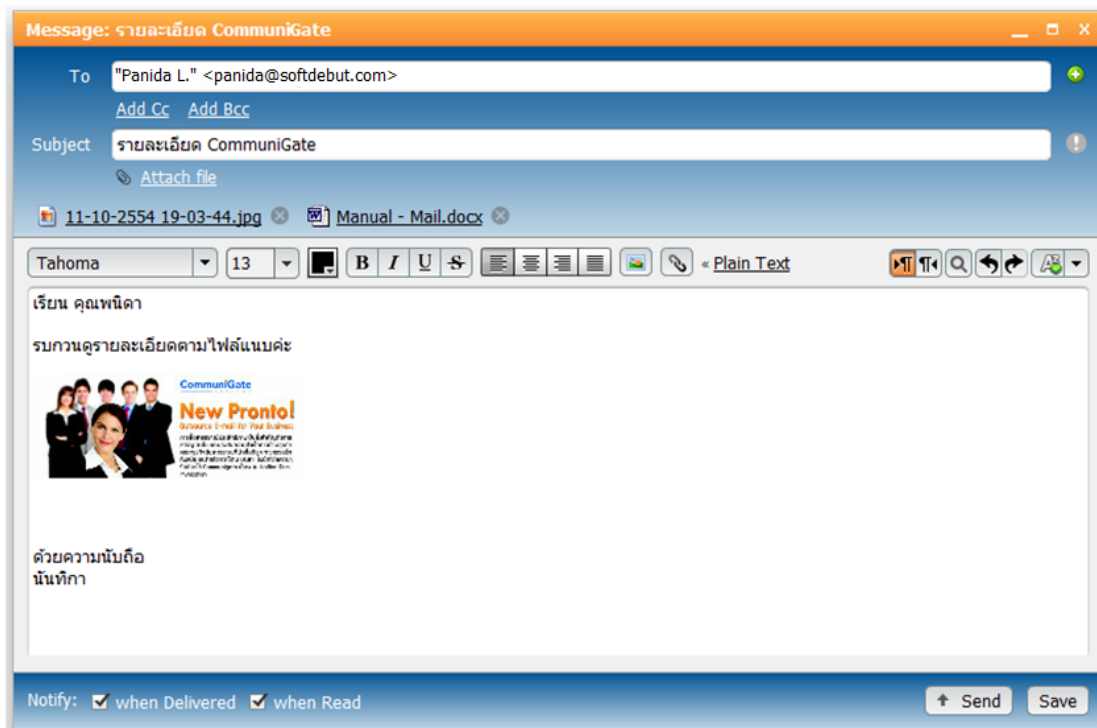 Message: รายละเอียด CommuniGate
To "Panida L." <panida@softdebut.com>
Add Cc Add Bcc
Subject รายละเอียด CommuniGate
Attach file
11-10-2554 19-03-44.jpg Manual - Mail.docx
Tahoma 13 B I U S « Plain Text
เรียน คุณพนิดา
รบกวนดูรายละเอียดตามไฟล์แนบค่ะ
CommuniGate
New Pronto!
Outsource E-mail for Your Business
ด้วยความนับถือ
นันทิกา
Notify: when Delivered when Read Send Save